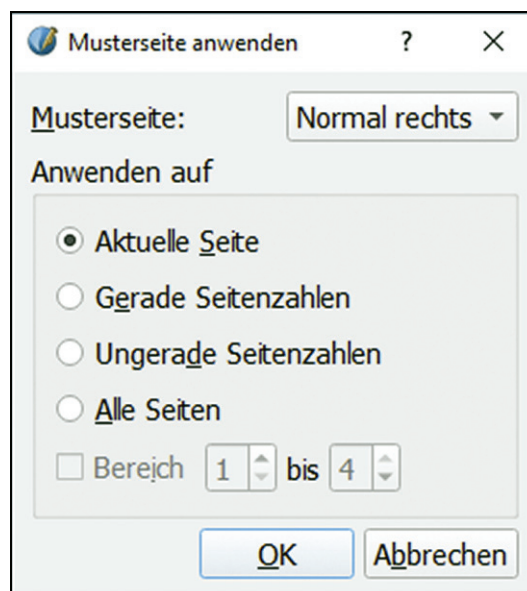 Musterseite anwenden ?
Musterseite: Normal rechts
Anwenden auf
Aktuelle Seite
Gerade Seitenzahlen
Ungerade Seitenzahlen
Alle Seiten
Bereich 1 bis 4
OK Abbrechen